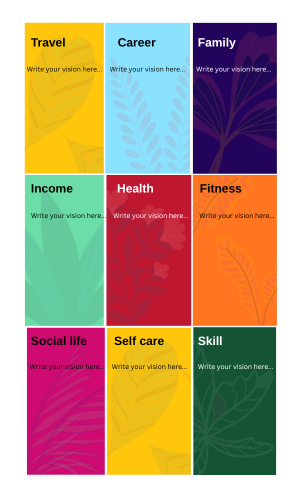 Travel
Write your vision here...
Career
Write your vision here...
Family
Write your vision here...
Income
Write your vision here...
Health
Write your vision here...
Fitness
Write your vision here...
Social life
Write your vision here...
Self care
Write your vision here...
Skill
Write your vision here...